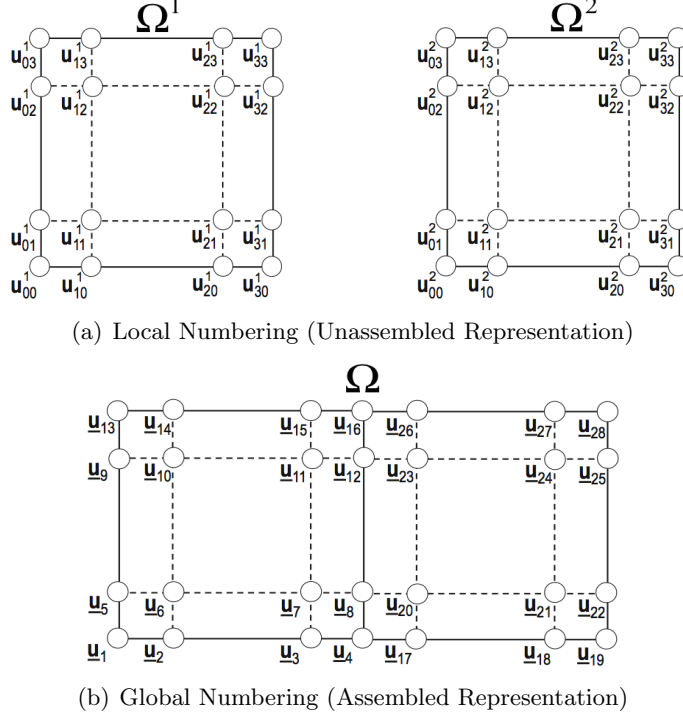 Ω¹ Ω²
u¹₀₃ u¹₁₃ u¹₂₃ u¹₃₃ u²₀₃ u²₁₃ u²₂₃ u²₃₃
u¹₀₂ u¹₁₂ u¹₂₂ u¹₃₂ u²₀₂ u²₁₂ u²₂₂ u²₃₂
u¹₀₁ u¹₁₁ u¹₂₁ u¹₃₁ u²₀₁ u²₁₁ u²₂₁ u²₃₁
u¹₀₀ u¹₁₀ u¹₂₀ u¹₃₀ u²₀₀ u²₁₀ u²₂₀ u²₃₀
(a) Local Numbering (Unassembled Representation)
Ω
u₁₃ u₁₄ u₁₅ u₁₆ u₂₆ u₂₇ u₂₈
u₉ u₁₀ u₁₁ u₁₂ u₂₃ u₂₄ u₂₅
u₅ u₆ u₇ u₈ u₂₀ u₂₁ u₂₂
u₁ u₂ u₃ u₄ u₁₇ u₁₈ u₁₉
(b) Global Numbering (Assembled Representation)